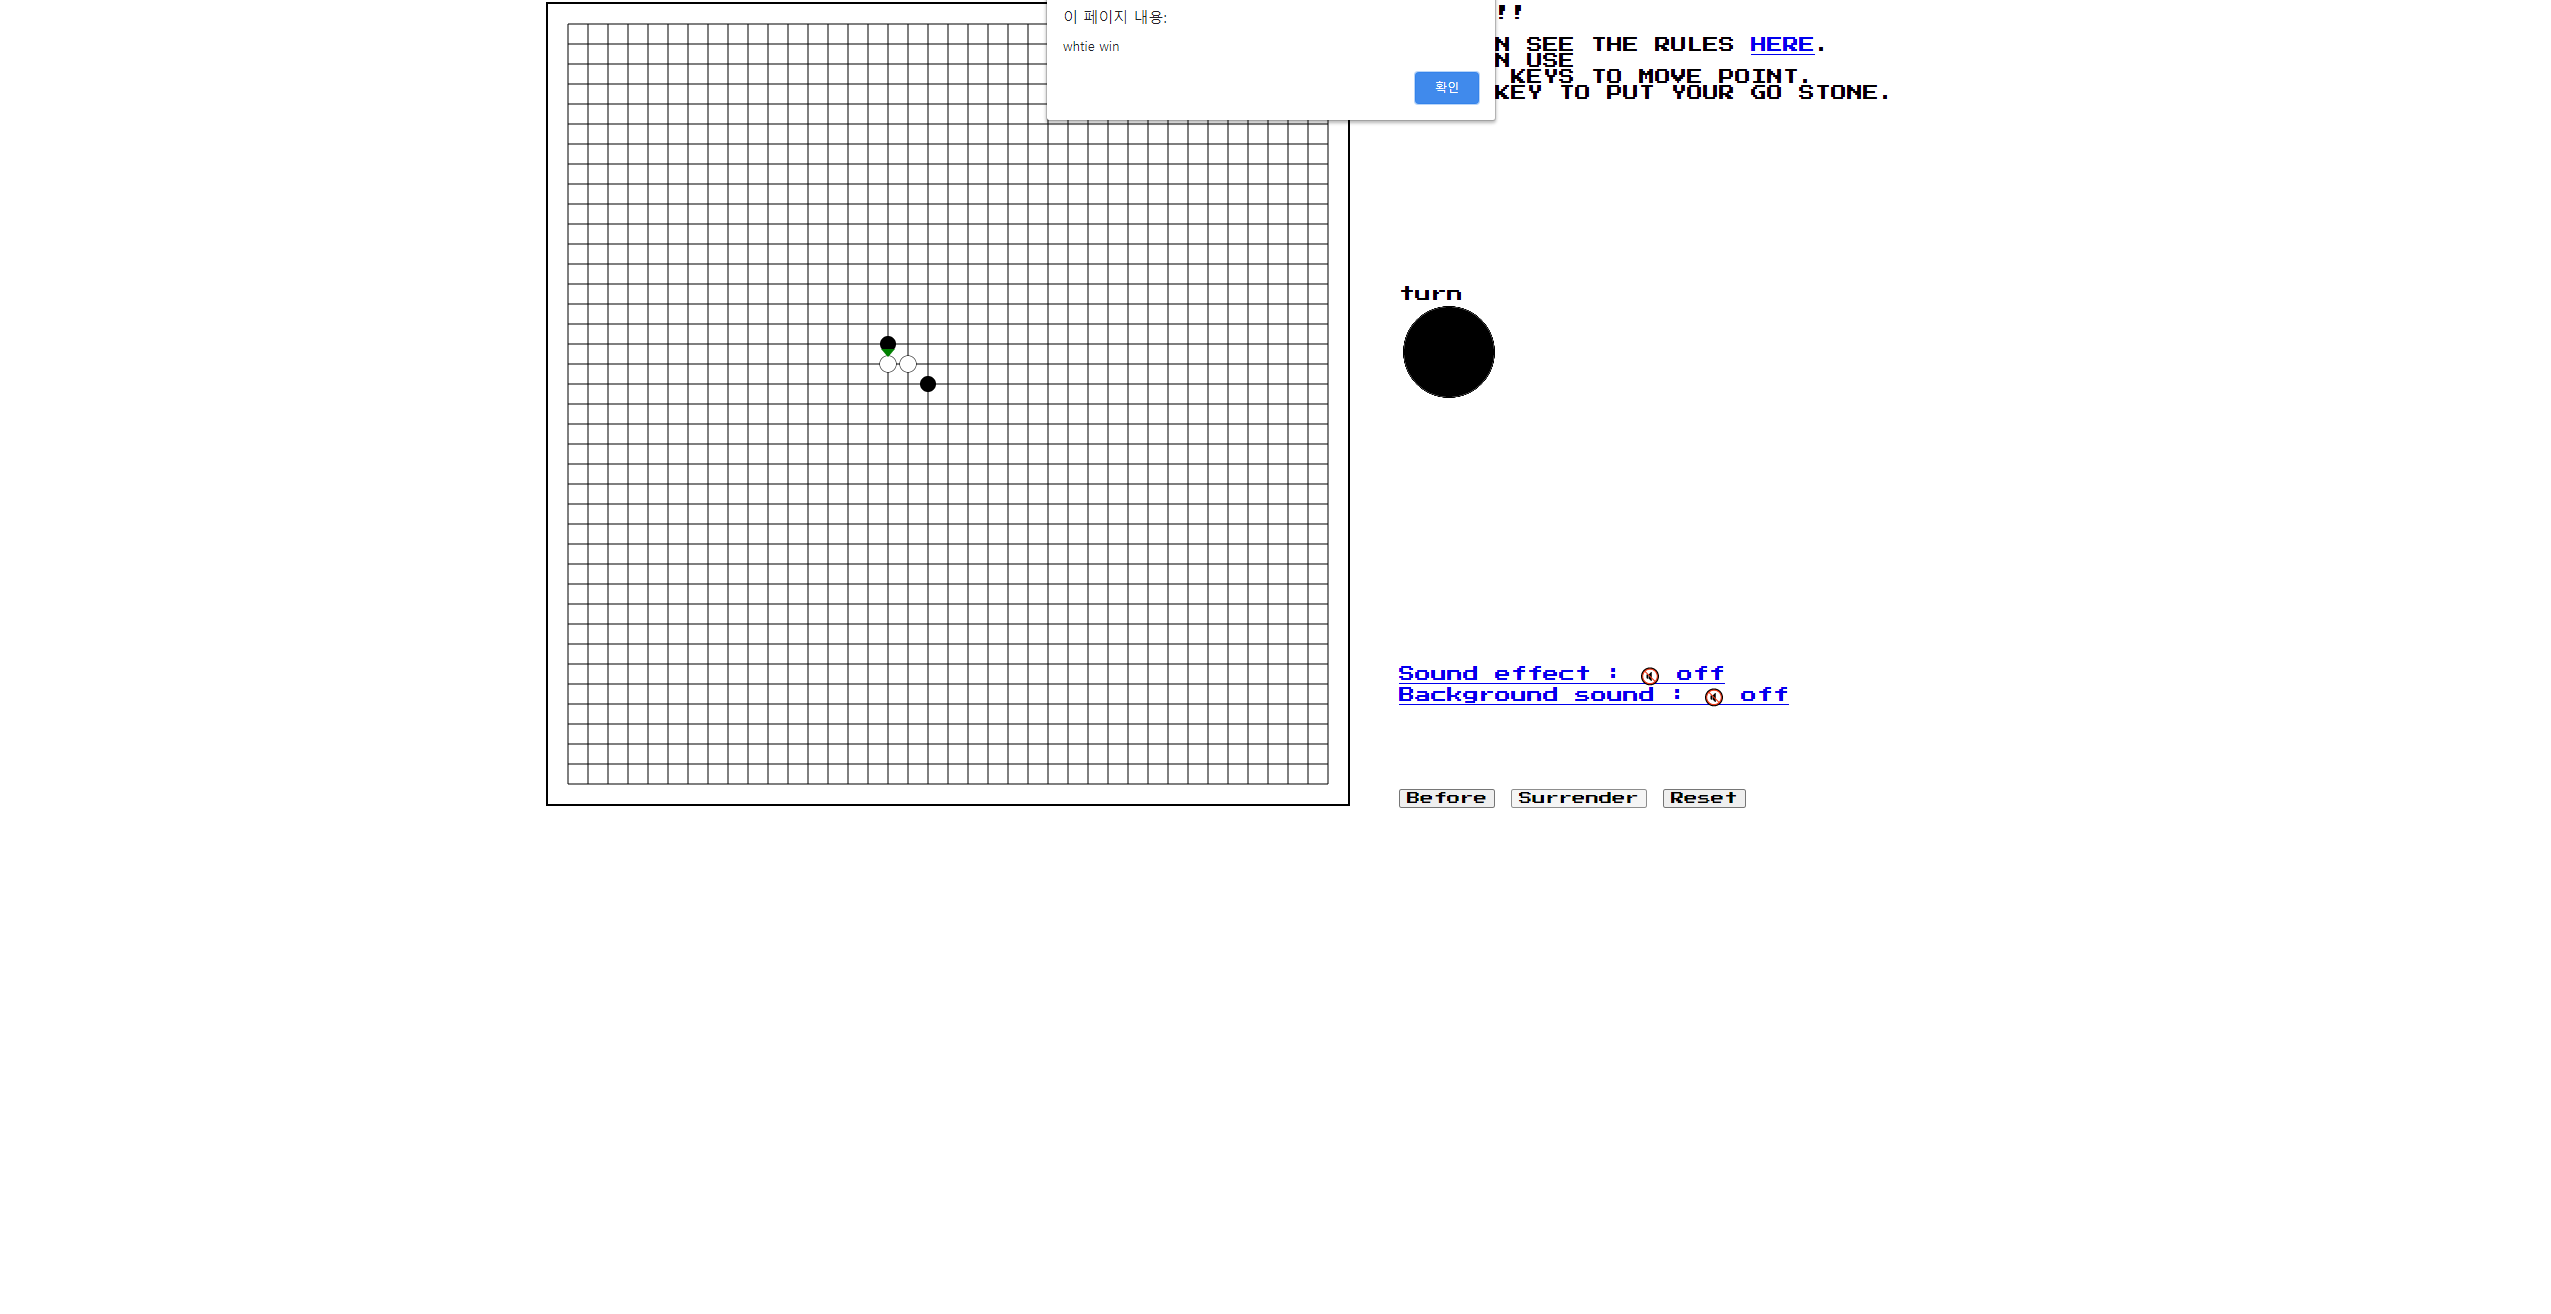 이 페이지 내용:
whtie win
확인
!!
N SEE THE RULES HERE.
N USE
KEYS TO MOVE POINT.
KEY TO PUT YOUR GO STONE.
turn
Sound effect : 🔇 off
Background sound : 🔇 off
Before Surrender Reset